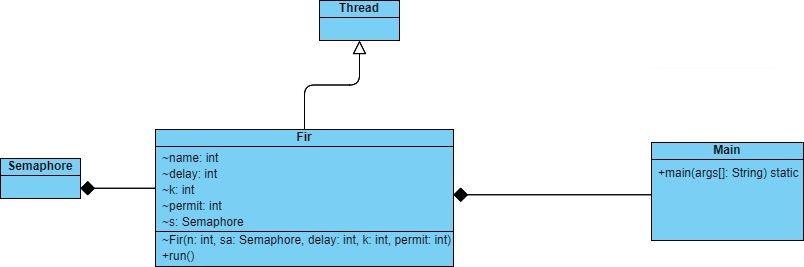 Thread
Fir
~name: int
~delay: int
~k: int
~permit: int
~s: Semaphore
~Fir(n: int, sa: Semaphore, delay: int, k: int, permit: int)
+run()
Semaphore
Main
+main(args[]: String) static